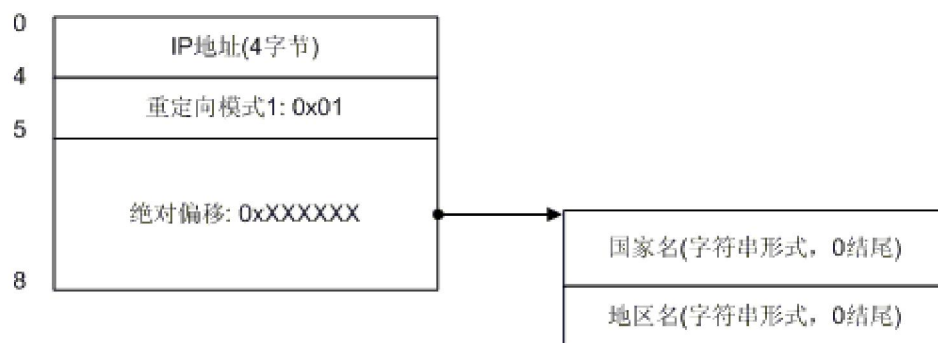 0
IP地址(4字节)
4
重定向模式1: 0x01
5
绝对偏移: 0xXXXXXX
8
国家名(字符串形式，0结尾)
地区名(字符串形式，0结尾)